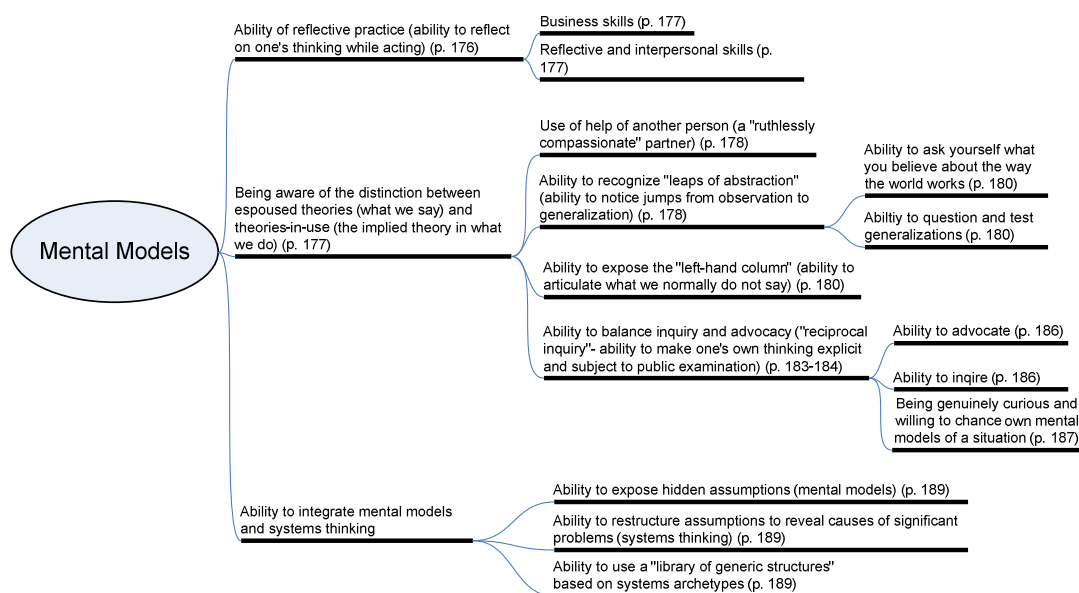 Mental Models
Ability of reflective practice (ability to reflect
on one's thinking while acting) (p. 176)
Business skills (p. 177)
Reflective and interpersonal skills (p.
177)
Being aware of the distinction between
espoused theories (what we say) and
theories-in-use (the implied theory in what
we do) (p. 177)
Use of help of another person (a "ruthlessly
compassionate" partner) (p. 178)
Ability to recognize "leaps of abstraction"
(ability to notice jumps from observation to
generalization) (p. 178)
Ability to ask yourself what
you believe about the way
the world works (p. 180)
Abiltiy to question and test
generalizations (p. 180)
Ability to expose the "left-hand column" (ability to
articulate what we normally do not say) (p. 180)
Ability to balance inquiry and advocacy ("reciprocal
inquiry"- ability to make one's own thinking explicit
and subject to public examination) (p. 183-184)
Ability to advocate (p. 186)
Ability to inqire (p. 186)
Being genuinely curious and
willing to chance own mental
models of a situation (p. 187)
Ability to integrate mental models
and systems thinking
Ability to expose hidden assumptions (mental models) (p. 189)
Ability to restructure assumptions to reveal causes of significant
problems (systems thinking) (p. 189)
Ability to use a "library of generic structures"
based on systems archetypes (p. 189)